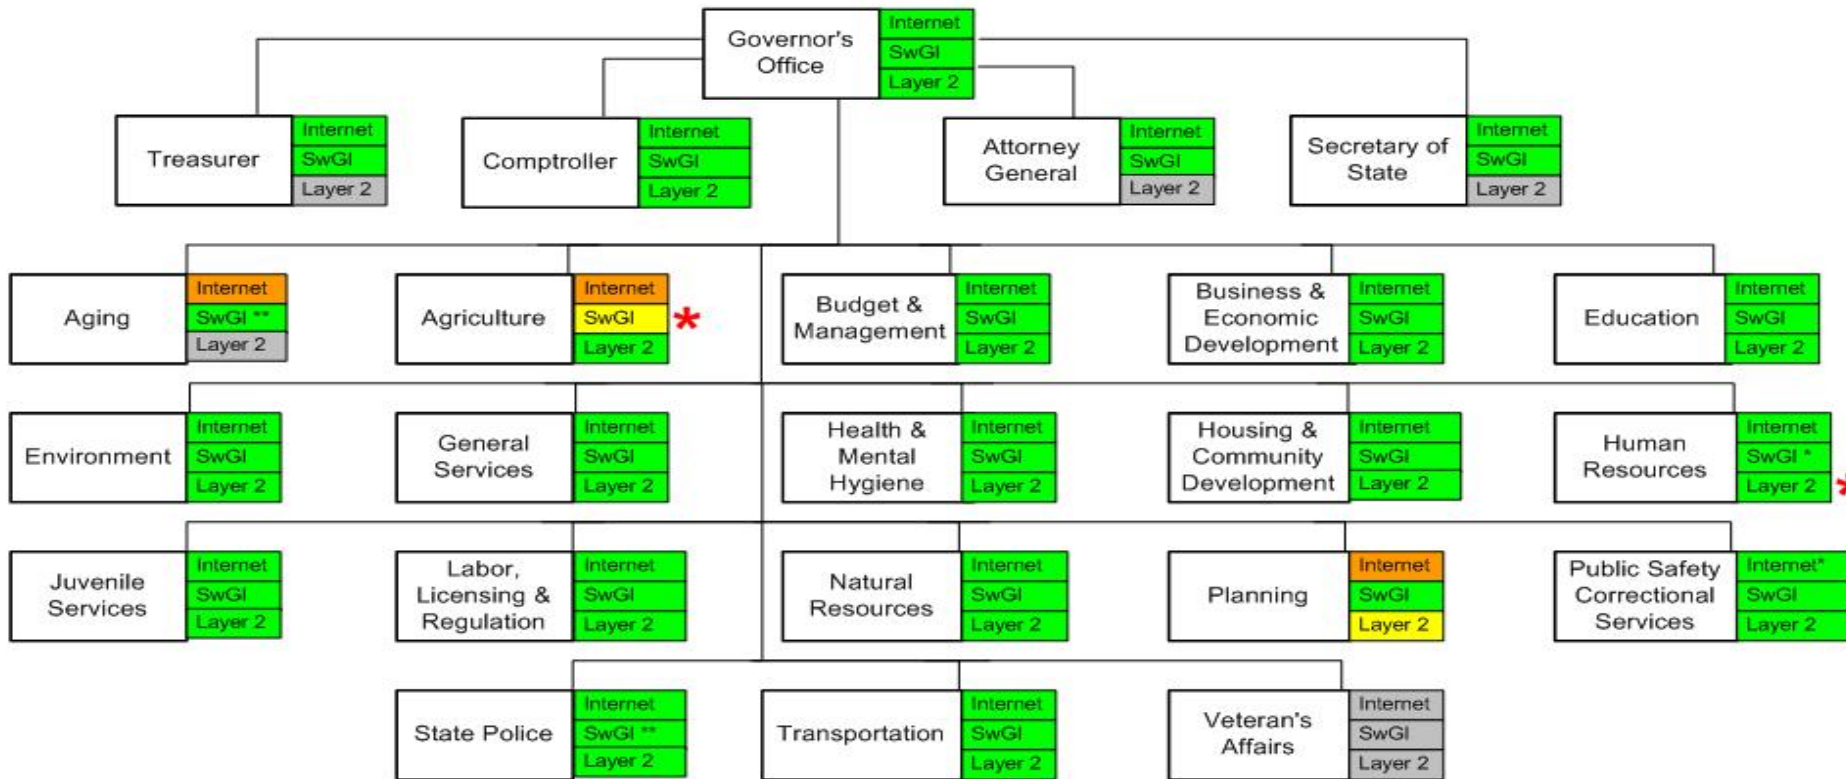 Governor's
Office
Internet
SwGI
Layer 2
Treasurer
Internet
SwGI
Layer 2
Comptroller
Internet
SwGI
Layer 2
Attorney
General
Internet
SwGI
Layer 2
Secretary of
State
Internet
SwGI
Layer 2
Aging
Internet
SwGI **
Layer 2
Agriculture
Internet
SwGI
Layer 2
*
Budget &
Management
Internet
SwGI
Layer 2
Business &
Economic
Development
Internet
SwGI
Layer 2
Education
Internet
SwGI
Layer 2
Environment
Internet
SwGI
Layer 2
General
Services
Internet
SwGI
Layer 2
Health &
Mental
Hygiene
Internet
SwGI
Layer 2
Housing &
Community
Development
Internet
SwGI
Layer 2
Human
Resources
Internet
SwGI *
Layer 2
*
Juvenile
Services
Internet
SwGI
Layer 2
Labor,
Licensing &
Regulation
Internet
SwGI
Layer 2
Natural
Resources
Internet
SwGI
Layer 2
Planning
Internet
SwGI
Layer 2
Public Safety
Correctional
Services
Internet*
SwGI
Layer 2
State Police
Internet
SwGI **
Layer 2
Transportation
Internet
SwGI
Layer 2
Veteran's
Affairs
Internet
SwGI
Layer 2